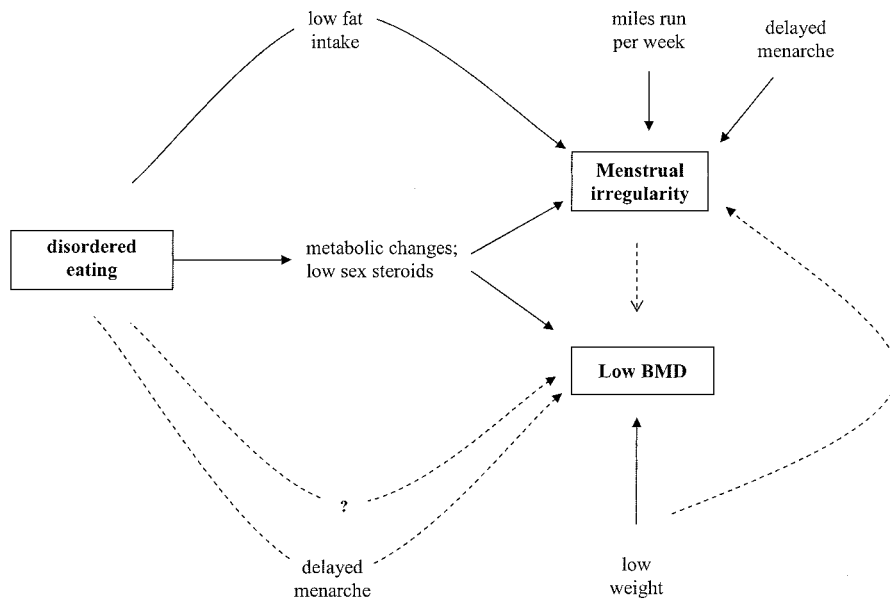 low fat
intake
miles run
per week
delayed
menarche
Menstrual
irregularity
disordered
eating
metabolic changes;
low sex steroids
Low BMD
?
delayed
menarche
low
weight